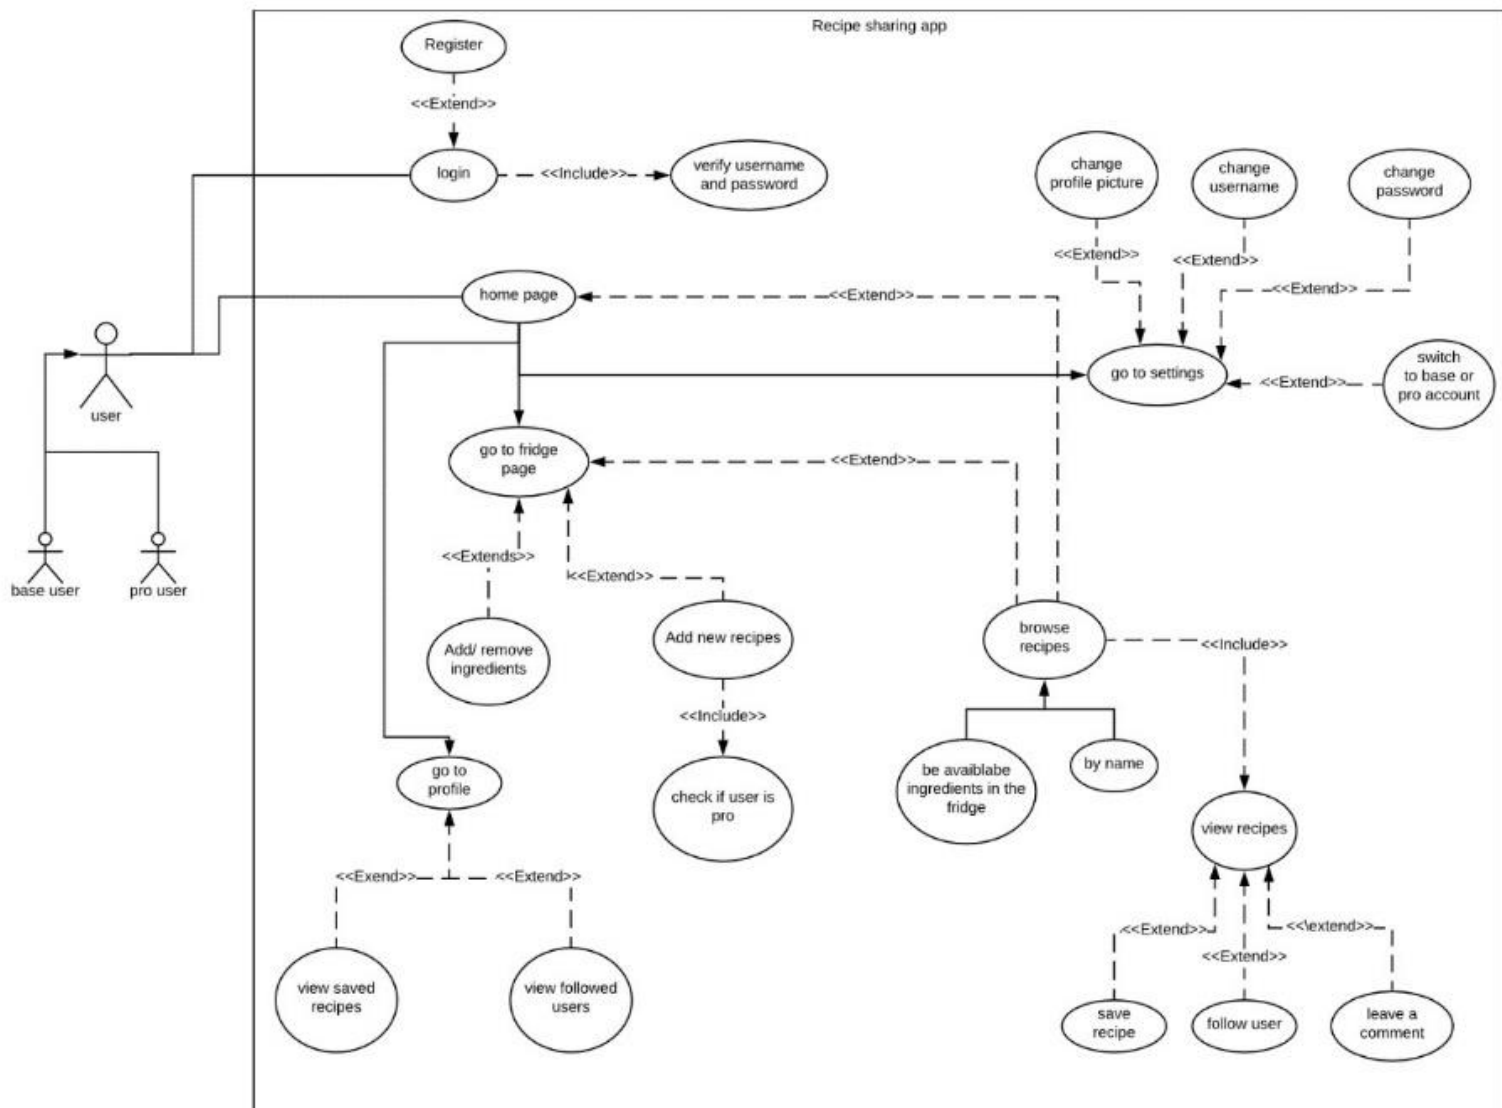 Recipe sharing app
Register
<<Extend>>
login
<<Include>>
verify username
and password
change
profile picture
change
username
change
password
<<Extend>>
<<Extend>>
<<Extend>>
home page
<<Extend>>
user
go to settings
<<Extend>>
switch
to base or
pro account
go to fridge
page
<<Extend>>
base user
pro user
<<Extends>>
<<Extend>>
Add/ remove
ingredients
Add new recipes
browse
recipes
<<Include>>
<<Include>>
go to
profile
check if user is
pro
be avaiblabe
ingredients in the
fridge
by name
view recipes
<<Exend>>
<<Extend>>
<<Extend>>
<<\extend>>
<<Extend>>
view saved
recipes
view followed
users
save
recipe
follow user
leave a
comment